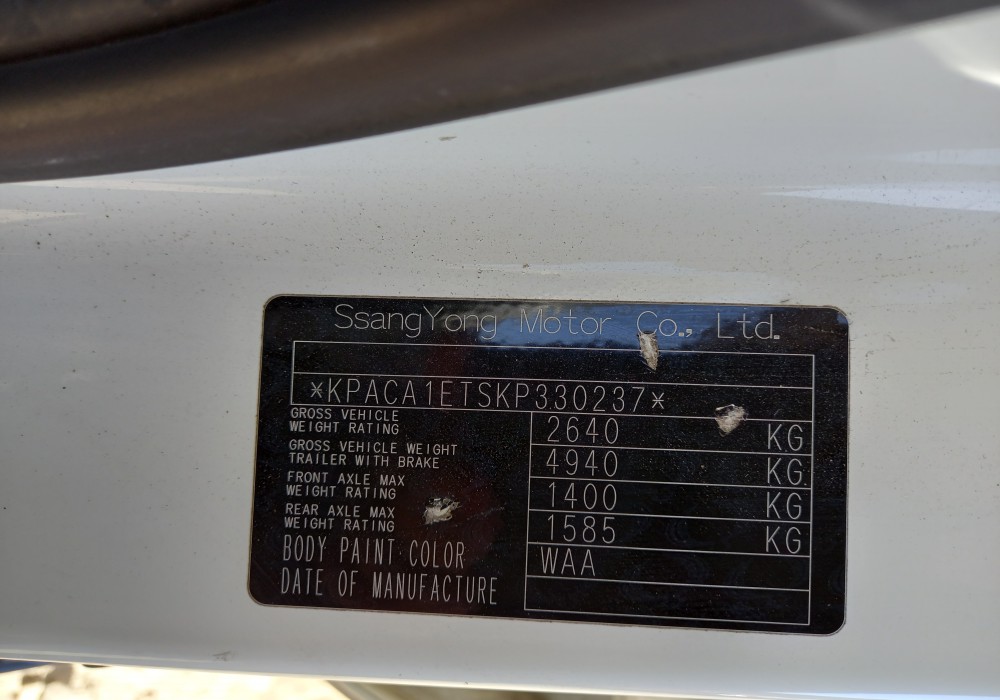 SsangYong Motor Co., Ltd.
*KPACA1ETSKP330237*
GROSS VEHICLE
WEIGHT RATING
2640 KG
GROSS VEHICLE WEIGHT
TRAILER WITH BRAKE
4940 KG
FRONT AXLE MAX
WEIGHT RATING
1400 KG
REAR AXLE MAX
WEIGHT RATING
1585 KG
BODY PAINT COLOR WAA
DATE OF MANUFACTURE